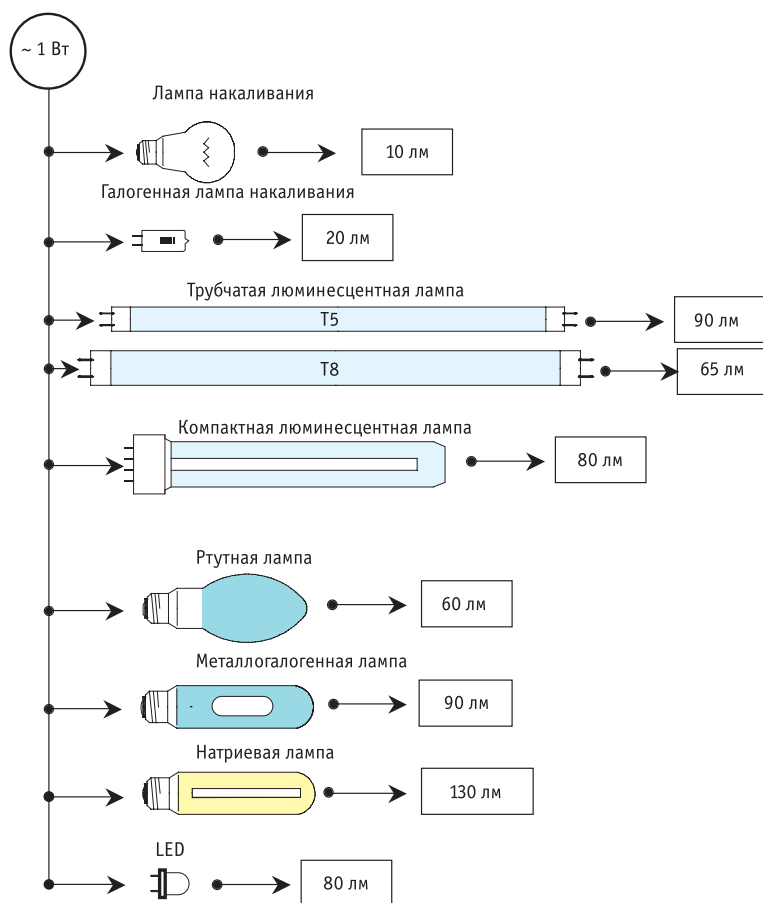 ~ 1 Вт
Лампа накаливания
10 лм
Галогенная лампа накаливания
20 лм
Трубчатая люминесцентная лампа
T5
90 лм
T8
65 лм
Компактная люминесцентная лампа
80 лм
Ртутная лампа
60 лм
Металлогалогенная лампа
90 лм
Натриевая лампа
130 лм
LED
80 лм